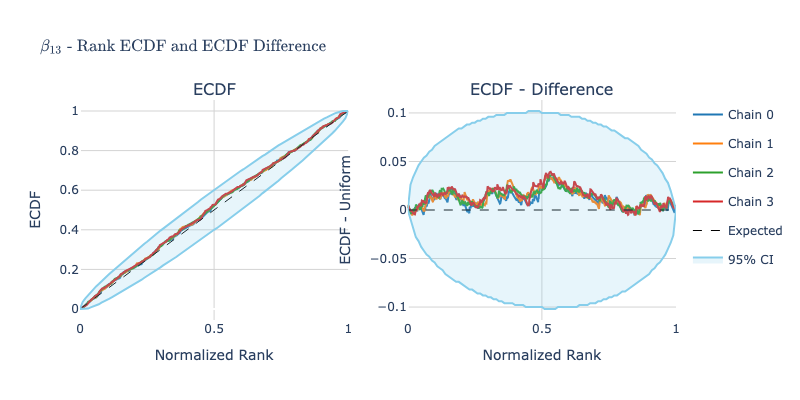 β₁₃ - Rank ECDF and ECDF Difference
ECDF
ECDF
1
0.8
0.6
0.4
0.2
0
0
0.5
1
Normalized Rank
ECDF - Difference
ECDF - Uniform
0.1
0.05
0
−0.05
−0.1
0
0.5
1
Normalized Rank
Chain 0
Chain 1
Chain 2
Chain 3
Expected
95% CI